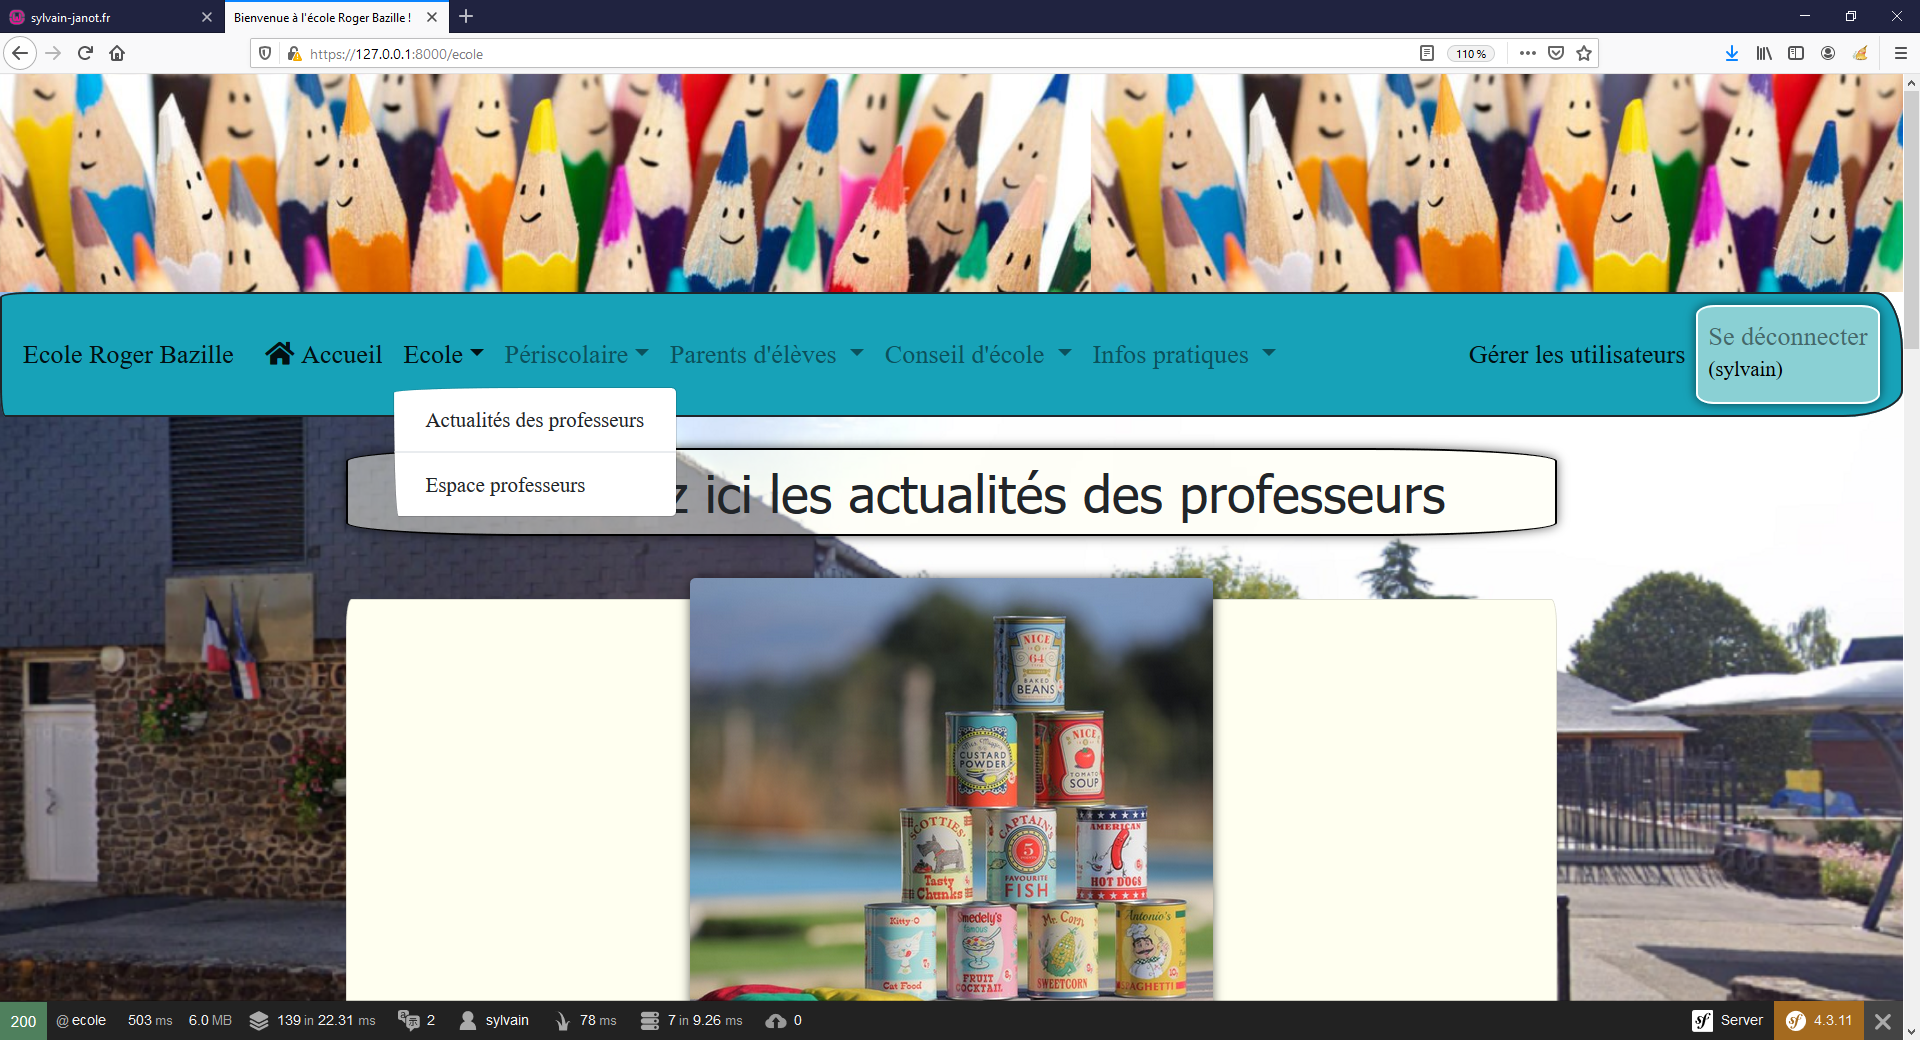 sylvain-janot.fr
Bienvenue à l'école Roger Bazille !
https://127.0.0.1:8000/ecole
110 %
Ecole Roger Bazille
Accueil
Ecole
Périscolaire
Parents d'élèves
Conseil d'école
Infos pratiques
Gérer les utilisateurs
Se déconnecter
(sylvain)
Actualités des professeurs
Espace professeurs
z ici les actualités des professeurs
NICE
64
BAKED
BEANS
CUSTARD
POWDER
NICE
TOMATO
SOUP
SCOTTIES'
Tasty
Chunks
CAPTAIN'S
5
FAVOURITE
FISH
AMERICAN
HOT DOGS
Kitty-O
Cat Food
Smedely's
famous
FRUIT
COCKTAIL
Mr. Corn
SWEETCORN
Antonio's
SPAGHETTI
200
@ ecole
503 ms
6.0 MB
139 in 22.31 ms
2
sylvain
78 ms
7 in 9.26 ms
0
Server
4.3.11